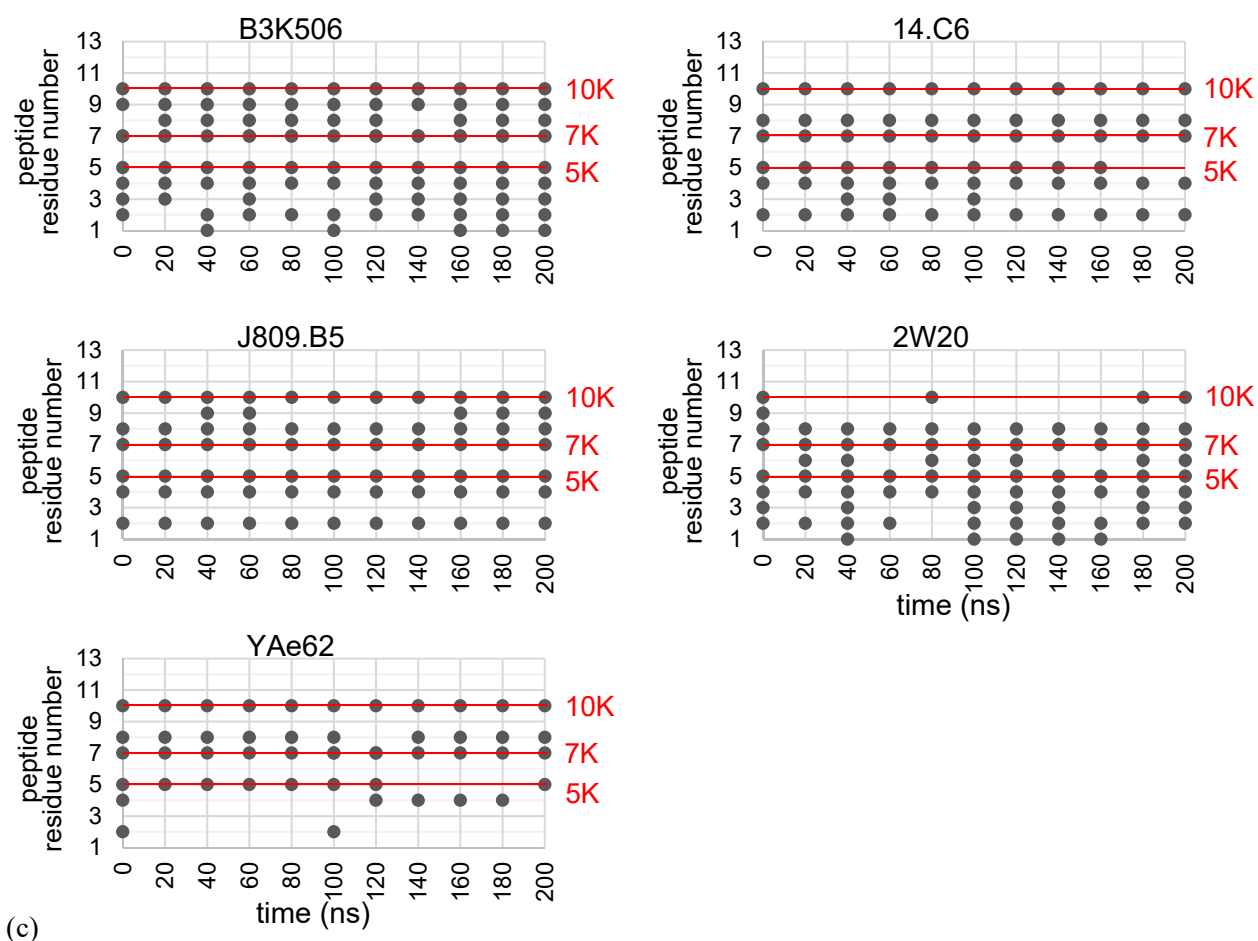 B3K506
peptide
residue number
13
11
9
7
5
3
1
10K
7K
5K
0
20
40
60
80
100
120
140
160
180
200
14.C6
peptide
residue number
13
11
9
7
5
3
1
10K
7K
5K
0
20
40
60
80
100
120
140
160
180
200
J809.B5
peptide
residue number
13
11
9
7
5
3
1
10K
7K
5K
0
20
40
60
80
100
120
140
160
180
200
2W20
peptide
residue number
13
11
9
7
5
3
1
10K
7K
5K
0
20
40
60
80
100
120
140
160
180
200
time (ns)
YAe62
peptide
residue number
13
11
9
7
5
3
1
10K
7K
5K
0
20
40
60
80
100
120
140
160
180
200
time (ns)
(c)